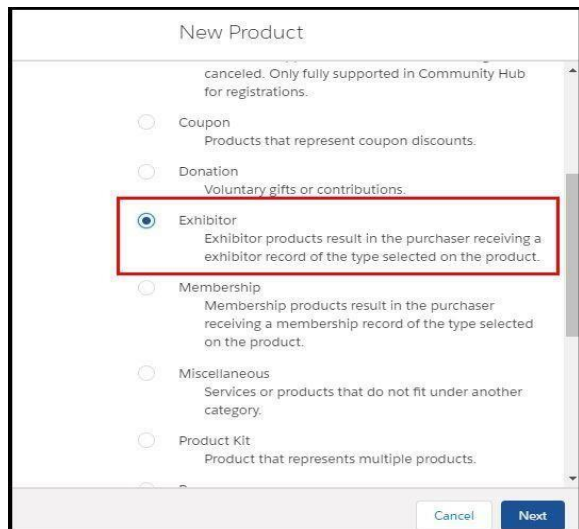 New Product
canceled. Only fully supported in Community Hub
for registrations.
Coupon
Products that represent coupon discounts.
Donation
Voluntary gifts or contributions.
Exhibitor
Exhibitor products result in the purchaser receiving a
exhibitor record of the type selected on the product.
Membership
Membership products result in the purchaser
receiving a membership record of the type selected
on the product.
Miscellaneous
Services or products that do not fit under another
category.
Product Kit
Product that represents multiple products.
Cancel
Next